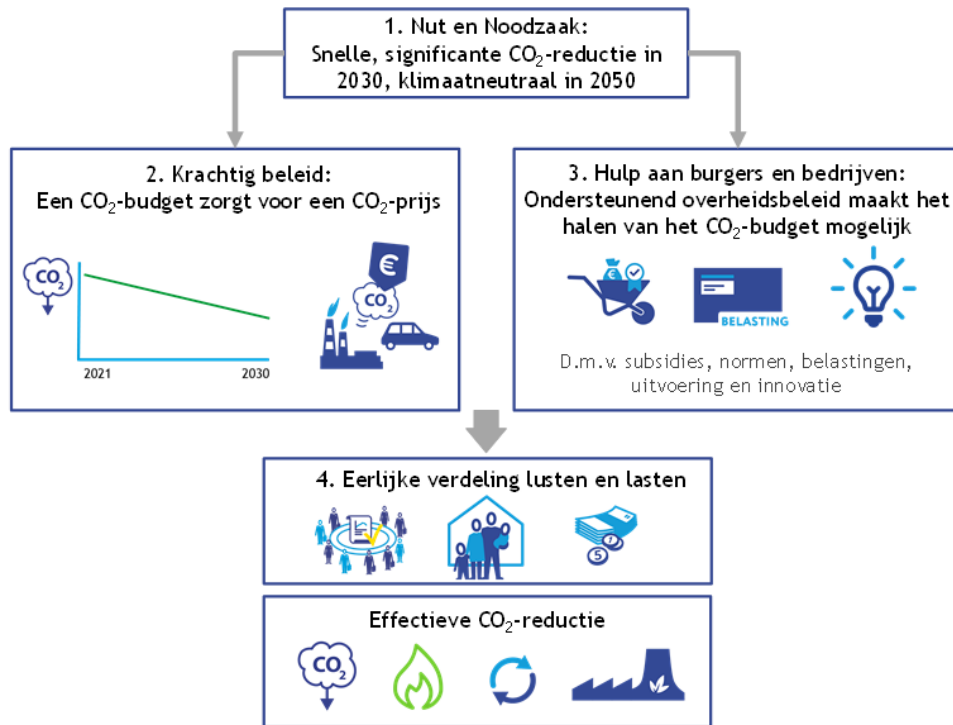 1. Nut en Noodzaak:
Snelle, significante CO₂-reductie in
2030, klimaatneutraal in 2050
2. Krachtig beleid:
Een CO₂-budget zorgt voor een CO₂-prijs
CO₂
2021
2030
€
CO₂
3. Hulp aan burgers en bedrijven:
Ondersteunend overheidsbeleid maakt het
halen van het CO₂-budget mogelijk
€
BELASTING
D.m.v. subsidies, normen, belastingen,
uitvoering en innovatie
4. Eerlijke verdeling lusten en lasten
1
5
Effectieve CO₂-reductie
CO₂